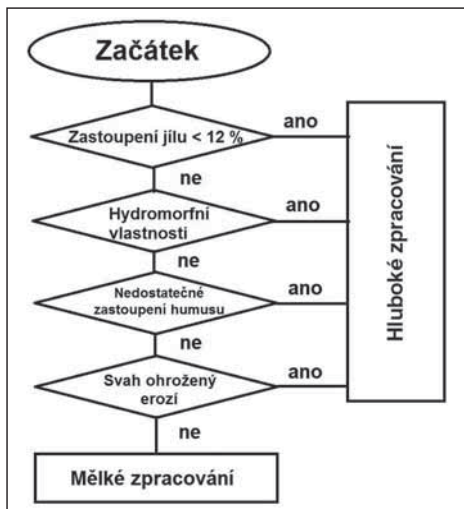 Začátek
Zastoupení jílu < 12 %
ano
ne
Hydromorfní
vlastnosti
ano
ne
Nedostatečné
zastoupení humusu
ano
ne
Svah ohrožený
erozí
ano
ne
Mělké zpracování
Hluboké zpracování